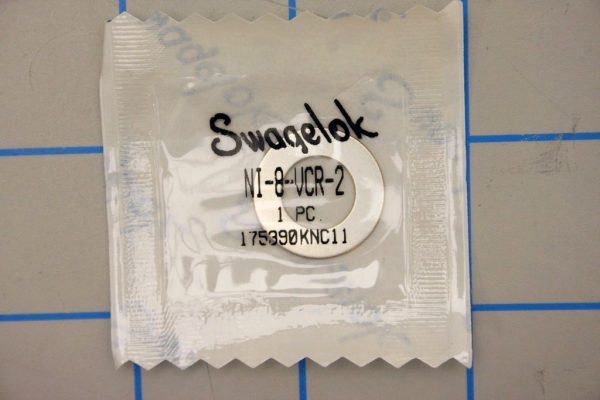 Swagelok
NI-8-VCR-2
1 PC.
175390KNC11